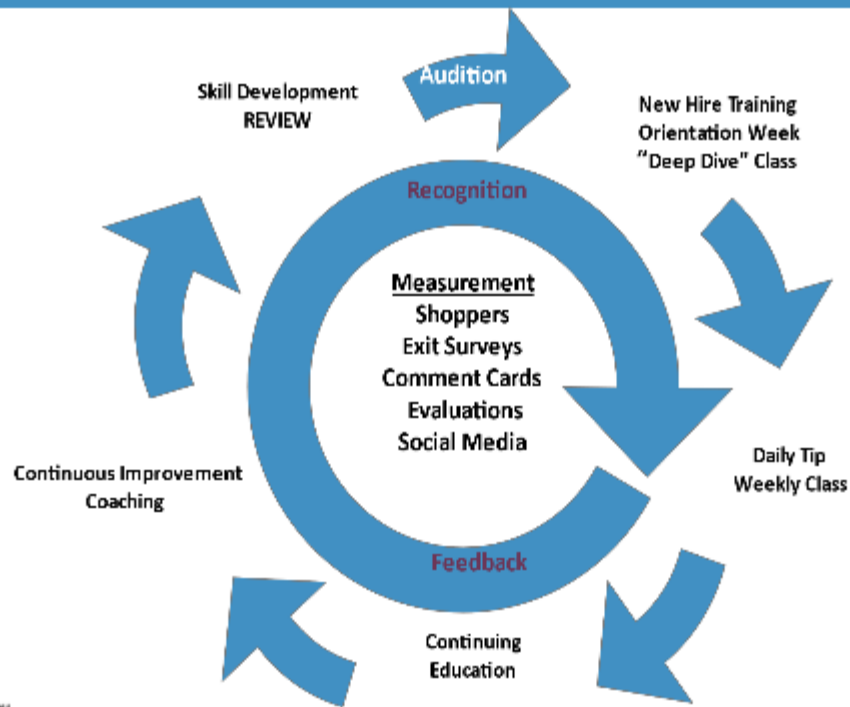 Audition
Skill Development
REVIEW
New Hire Training
Orientation Week
“Deep Dive" Class
Recognition
Measurement
Shoppers
Exit Surveys
Comment Cards
Evaluations
Social Media
Daily Tip
Weekly Class
Continuous Improvement
Coaching
Feedback
Continuing
Education